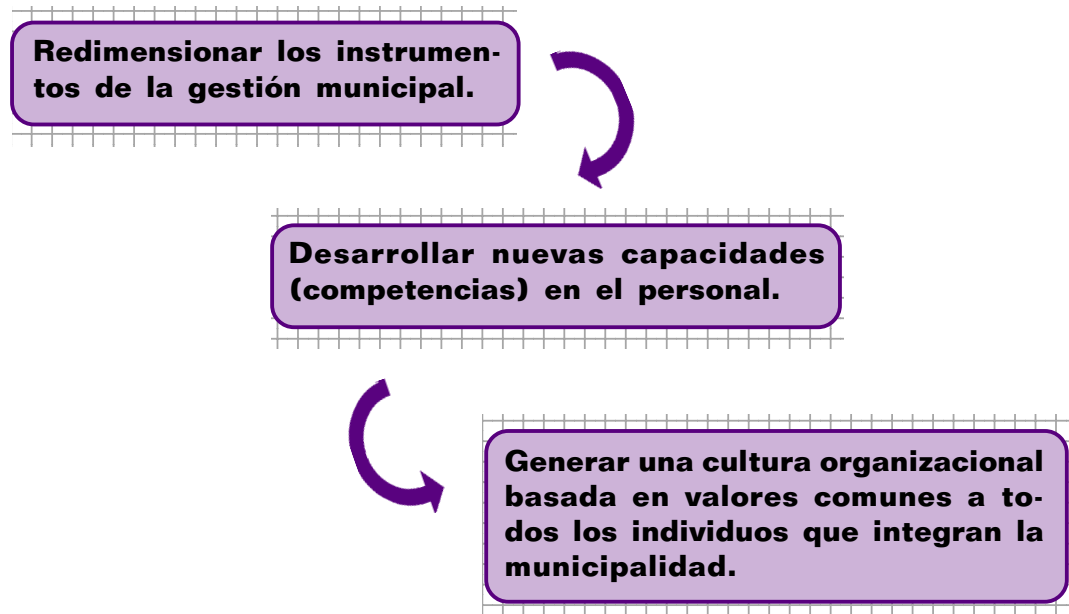 Redimensionar los instrumen-
tos de la gestión municipal.
Desarrollar nuevas capacidades
(competencias) en el personal.
Generar una cultura organizacional
basada en valores comunes a to-
dos los individuos que integran la
municipalidad.